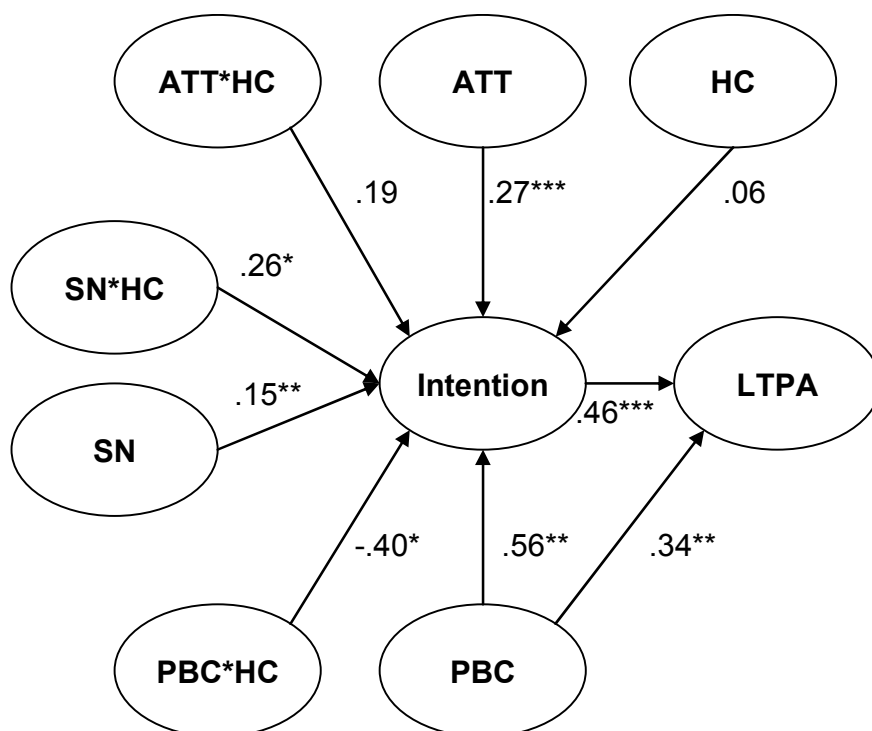 ATT*HC
ATT
HC
.19
.27***
.06
SN*HC
.26*
Intention
LTPA
.46***
.15**
SN
-.40*
.56**
.34**
PBC*HC
PBC